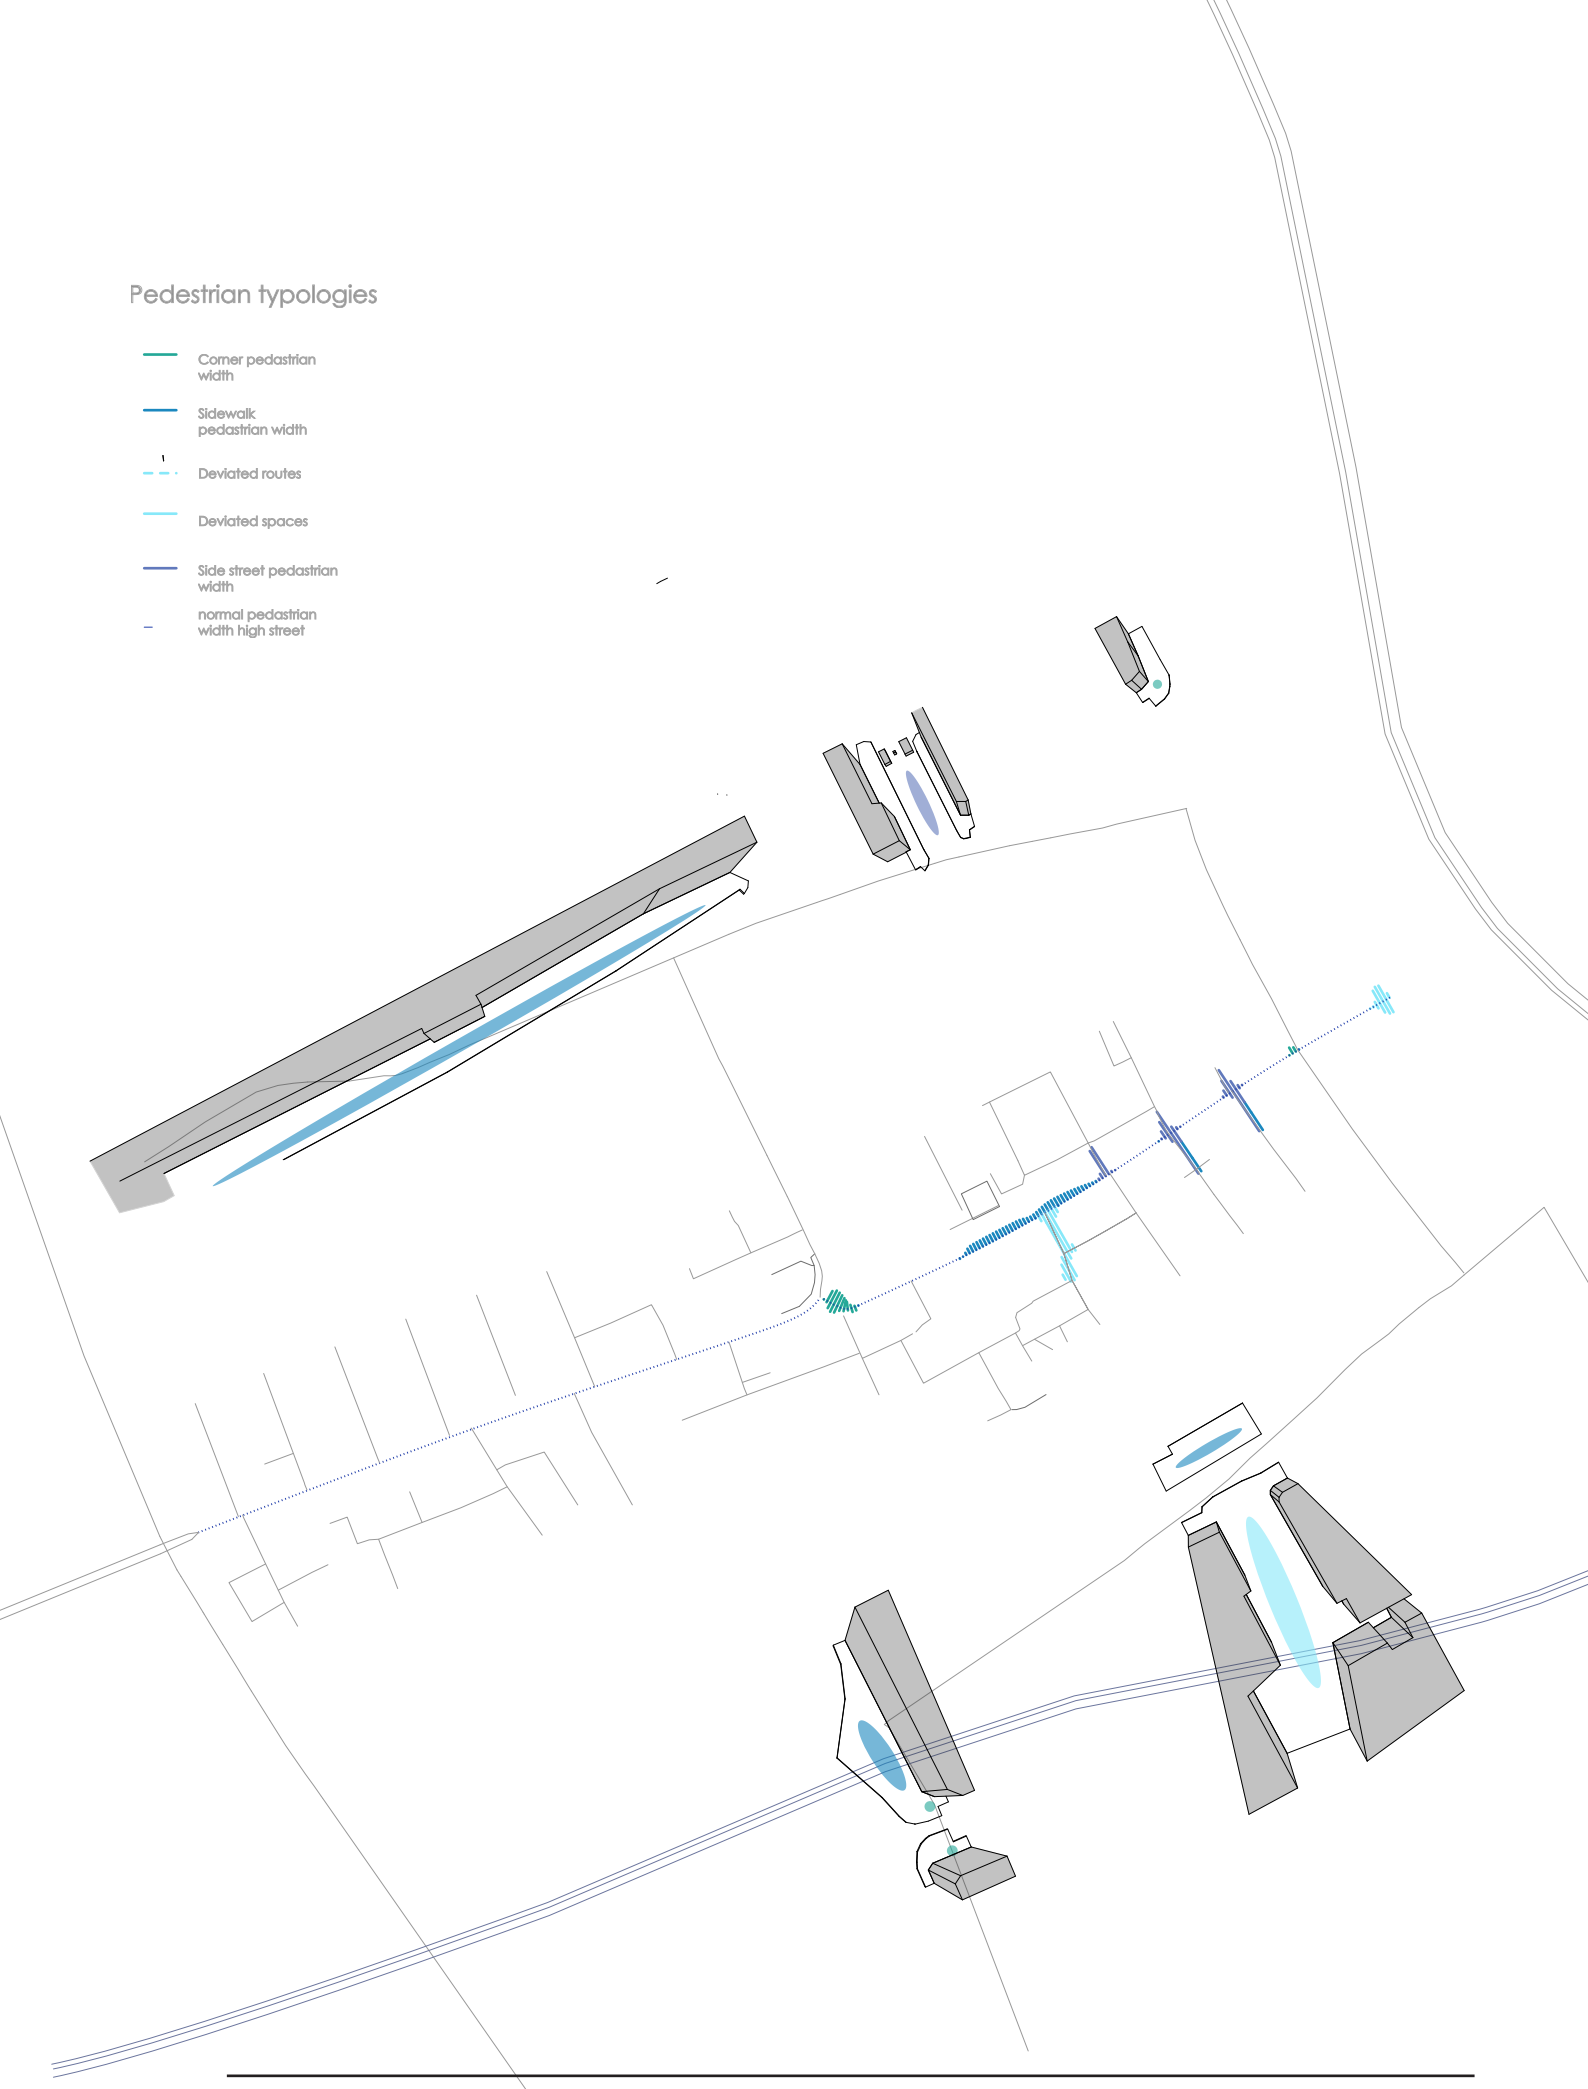 Pedestrian typologies
Corner pedastrian
width
Sidewalk
pedastrian width
Deviated routes
Deviated spaces
Side street pedastrian
width
normal pedastrian
width high street